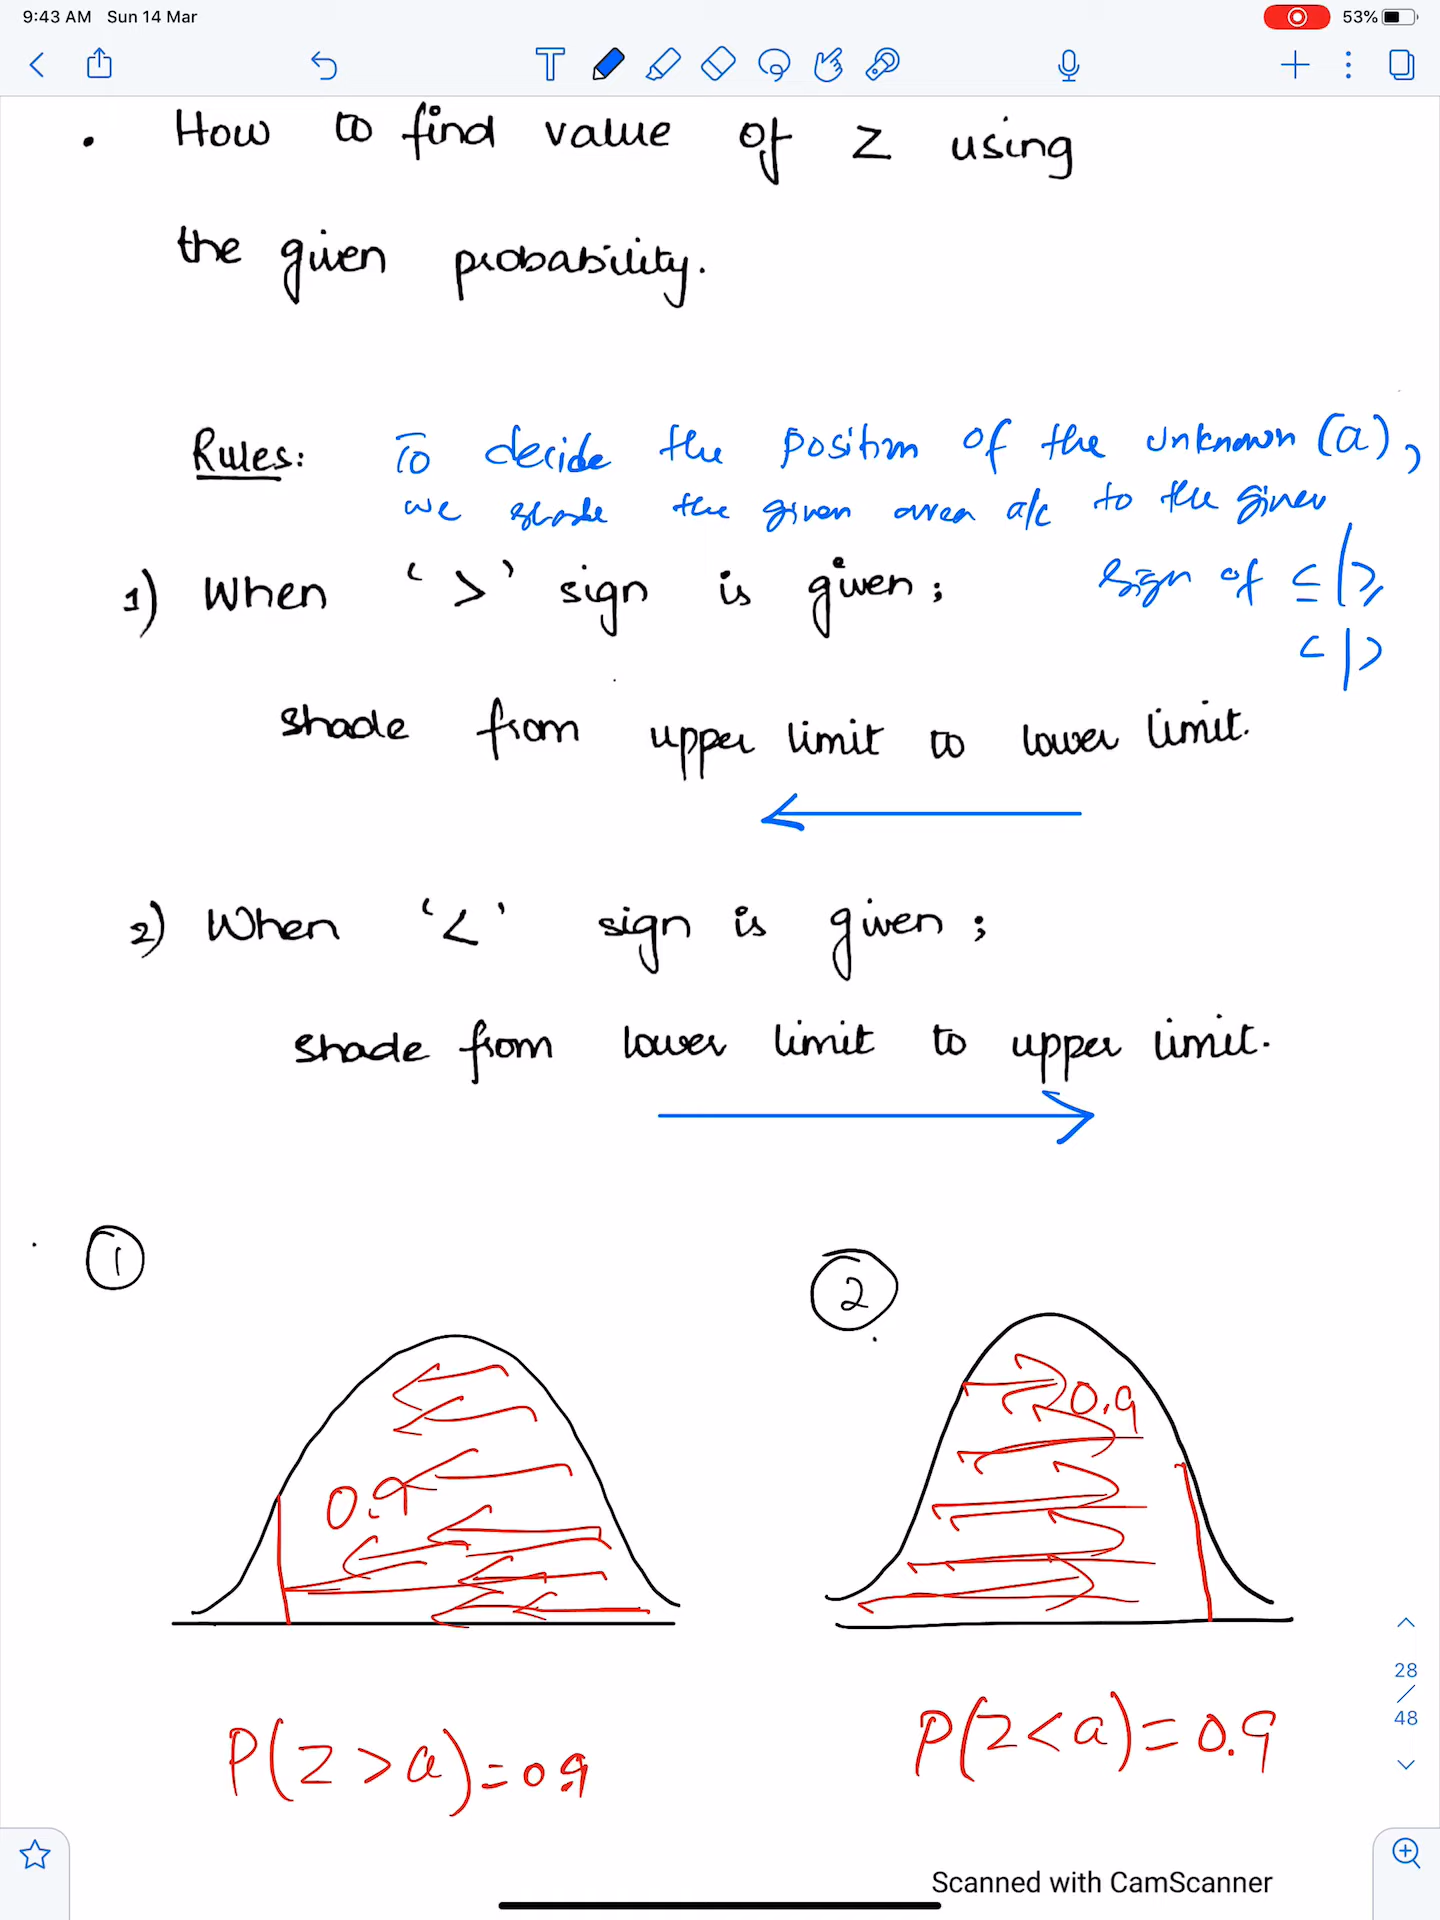 9:43 AM Sun 14 Mar
53%
. How to find value of z using
the given probability.
Rules: To decide the position of the unknown (a),
we shade the given area a/c to the given
sign of ≤/≥,
</>
1) When '>' sign is given;
shade from upper limit to lower limit.
2) When '<' sign is given;
shade from lower limit to upper limit.
1
2
0.9
0.9
P(z>a)=0.9
P(z<a)=0.9
28
/
48
Scanned with CamScanner